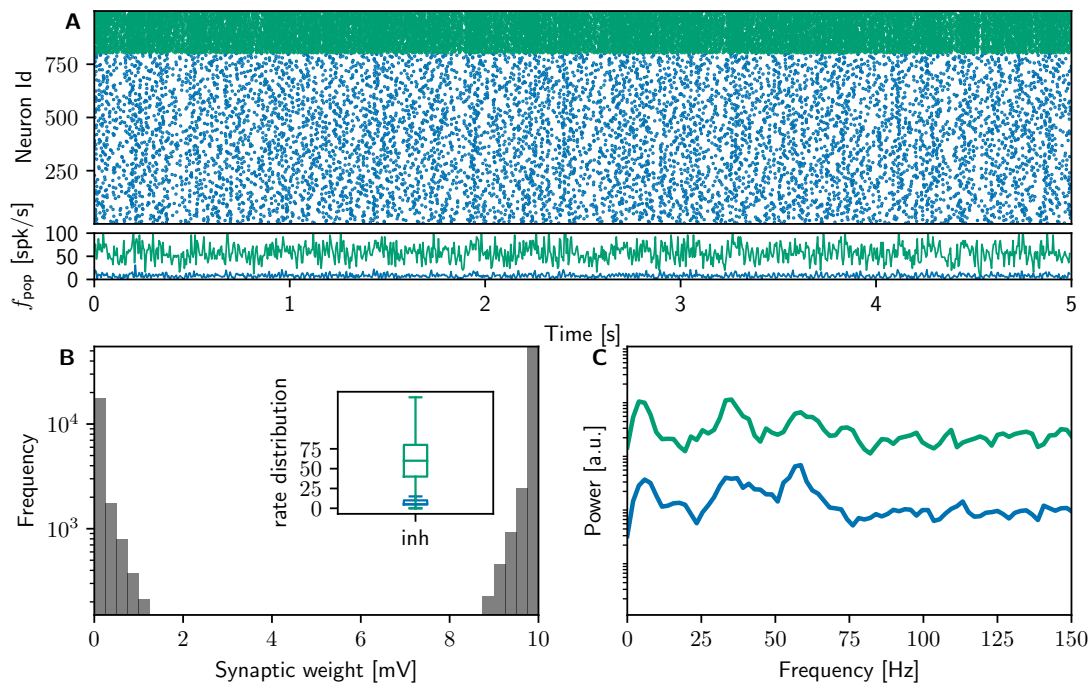 A
Neuron Id
750
500
250
f_pop [spk/s]
100
50
0
0 1 2 3 4 5
Time [s]
B
Frequency
10^4
10^3
rate distribution
75
50
25
0
inh
0 2 4 6 8 10
Synaptic weight [mV]
C
Power [a.u.]
0 25 50 75 100 125 150
Frequency [Hz]